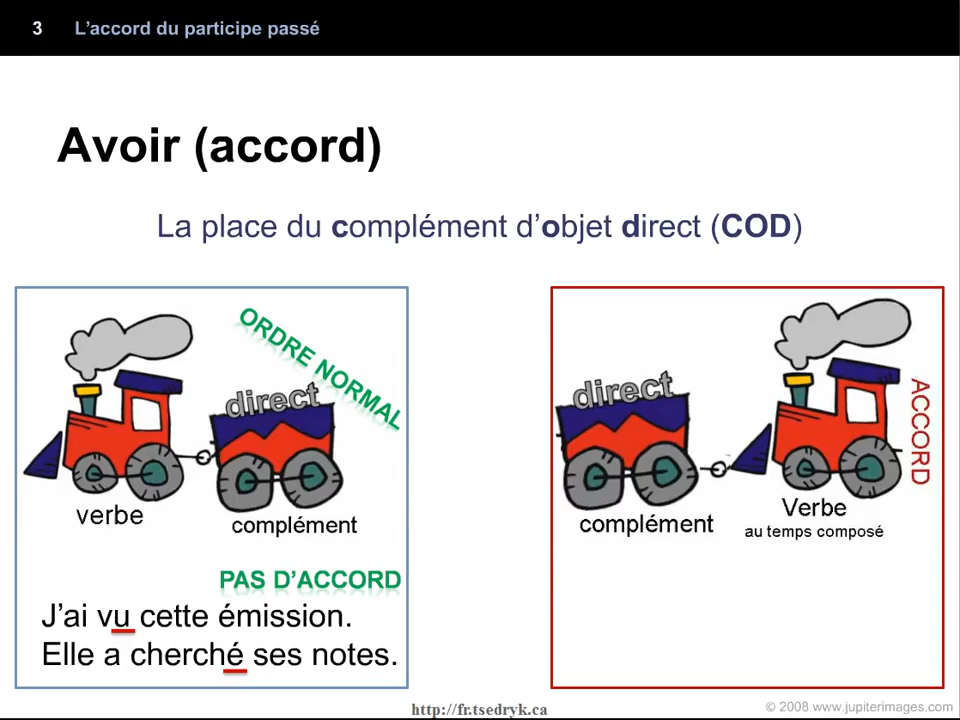 3 L'accord du participe passé
Avoir (accord)
La place du complément d'objet direct (COD)
ORDRE NORMAL
direct
verbe
complément
PAS D'ACCORD
J'ai vu cette émission.
Elle a cherché ses notes.
direct
ACCORD
complément
Verbe
au temps composé
http://fr.tsedryk.ca
© 2008 www.jupiterimages.com